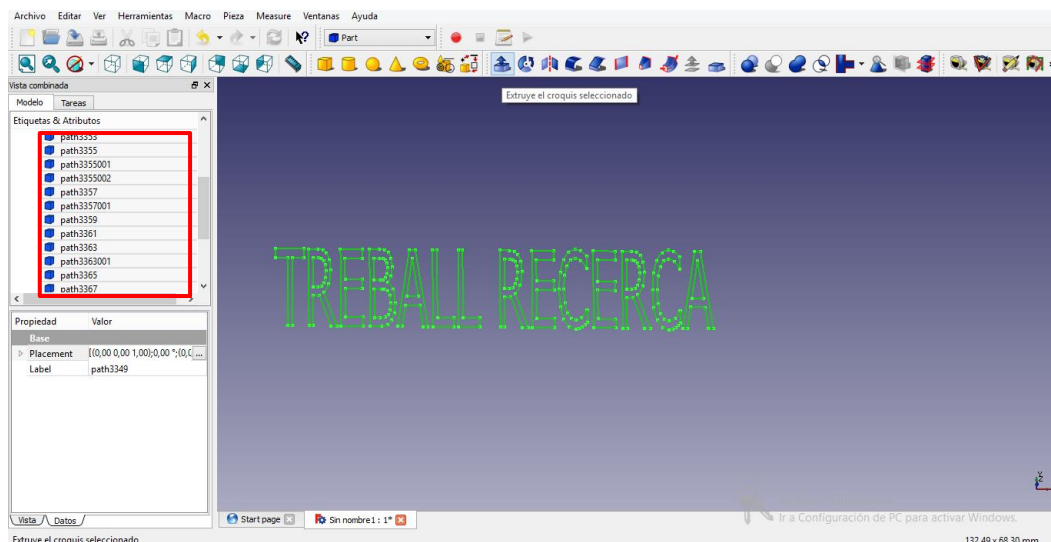 Archivo Editar Ver Herramientas Macro Pieza Measure Ventanas Ayuda
Part
Vista combinada
Modelo Tareas
Extruye el croquis seleccionado
Etiquetas & Atributos
path3353
path3355
path3355001
path3355002
path3357
path3357001
path3359
path3361
path3363
path3363001
path3365
path3367
TREBALL RECERCA
Propiedad Valor
Base
Placement [(0,00 0,00 1,00);0,00 °;(0,0 ...
Label path3349
Vista Datos
Start page
Sin nombre1 : 1*
Ir a Configuración de PC para activar Windows.
Extruye el croquis seleccionado
132.49 x 68.30 mm